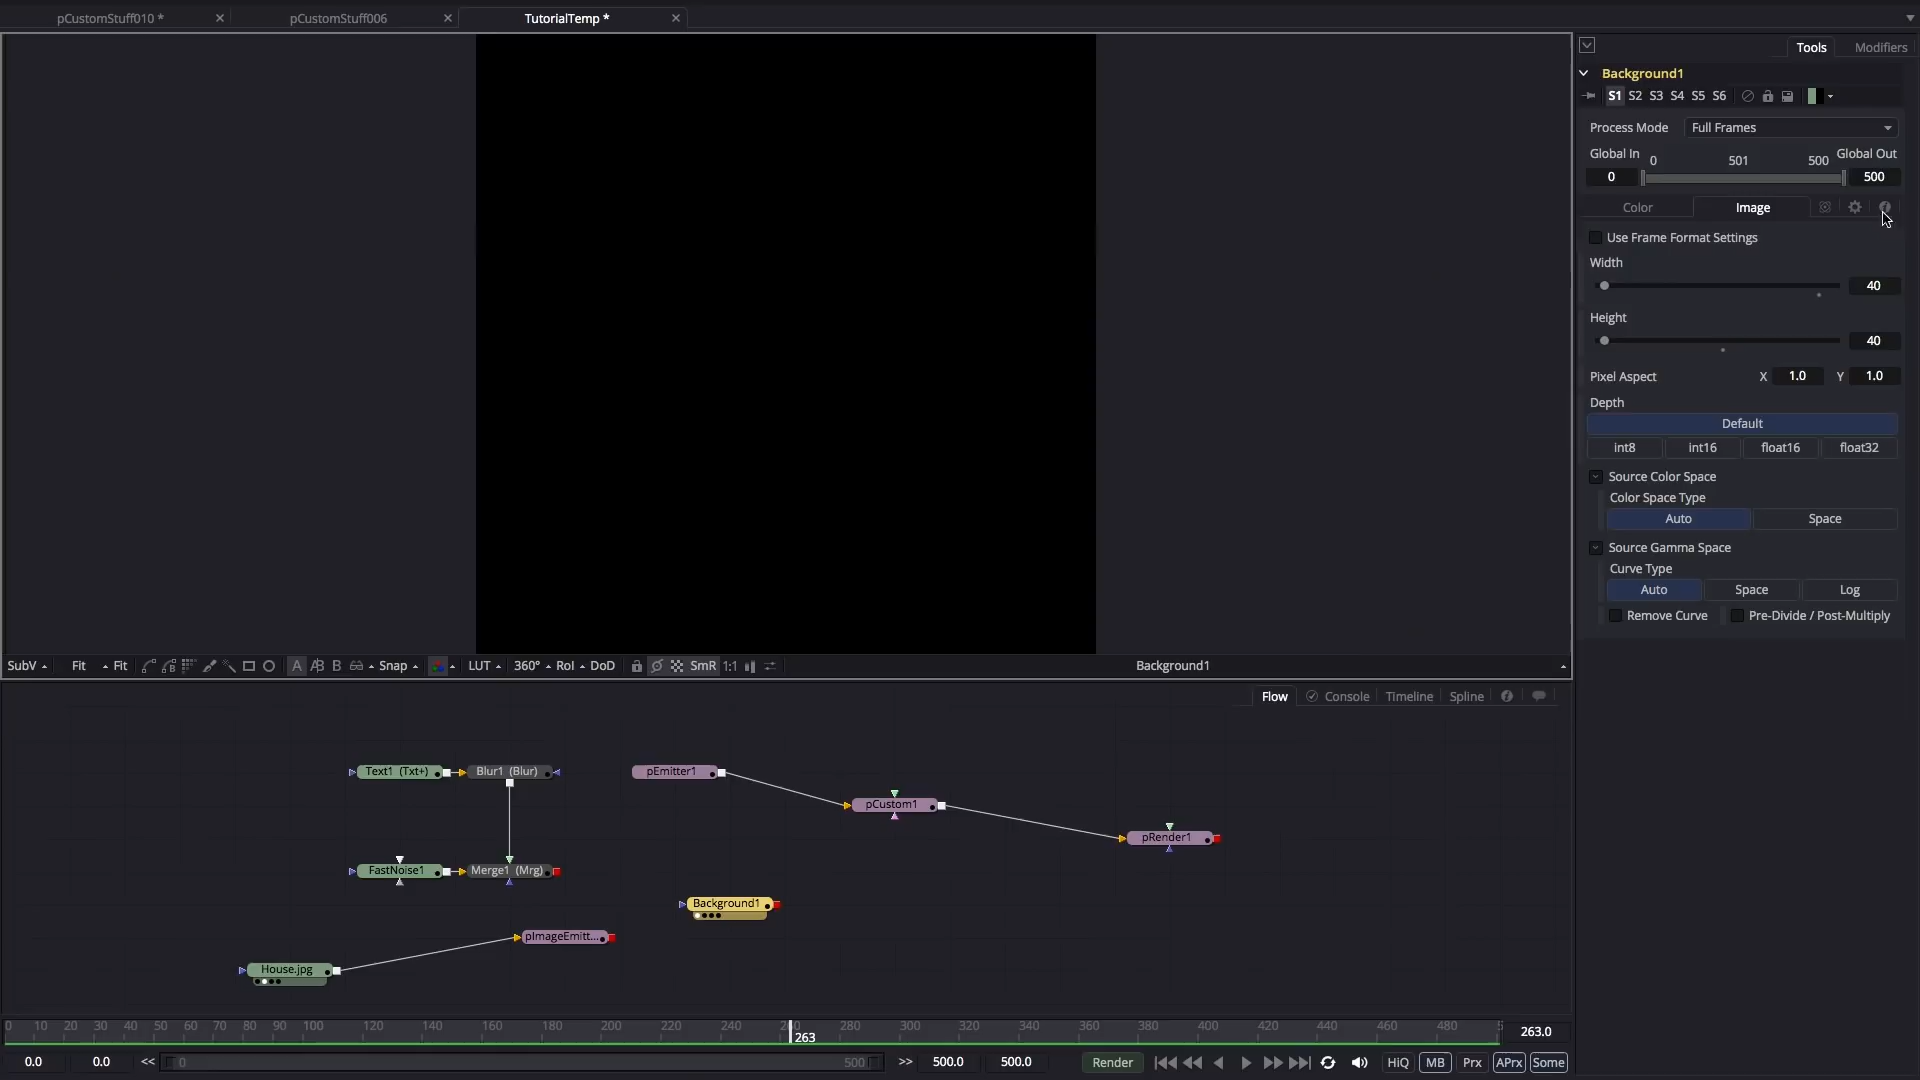 pCustomStuff010 *
pCustomStuff006
TutorialTemp *
Tools
Modifiers
Background1
S1 S2 S3 S4 S5 S6
Process Mode Full Frames
Global In 0 501 500 Global Out
0 500
Color Image
Use Frame Format Settings
Width
40
Height
40
Pixel Aspect X 1.0 Y 1.0
Depth
Default
int8 int16 float16 float32
Source Color Space
Color Space Type
Auto Space
Source Gamma Space
Curve Type
Auto Space Log
Remove Curve Pre-Divide / Post-Multiply
SubV Fit Fit A B Snap LUT 360° RoI DoD SmR 1:1 Background1
Flow Console Timeline Spline
Text1 (Txt+) Blur1 (Blur) pEmitter1
pCustom1
pRender1
FastNoise1 Merge1 (Mrg)
Background1
pImageEmitt...
House.jpg
0 10 20 30 40 50 60 70 80 90 100 120 140 160 180 200 220 240 280 300 320 340 360 380 400 420 440 460 480 263.0
263
0.0 0.0 << 0 500 >> 500.0 500.0 Render HiQ MB Prx APrx Some